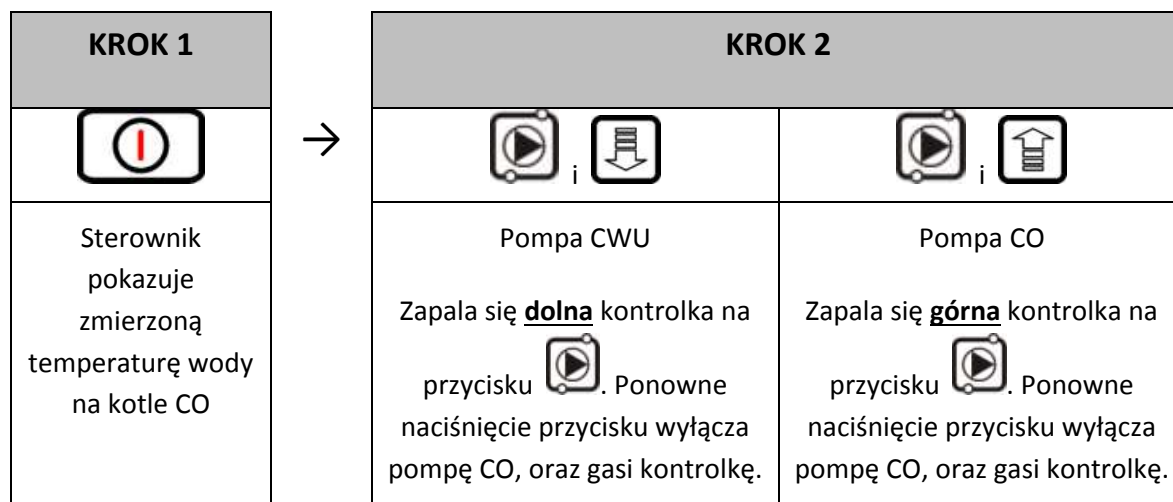 KROK 1
KROK 2
→
i
i
Sterownik
pokazuje
zmierzoną
temperaturę wody
na kotle CO
Pompa CWU
Zapala się dolna kontrolka na
przycisku . Ponowne
naciśnięcie przycisku wyłącza
pompę CO, oraz gasi kontrolkę.
Pompa CO
Zapala się górna kontrolka na
przycisku . Ponowne
naciśnięcie przycisku wyłącza
pompę CO, oraz gasi kontrolkę.